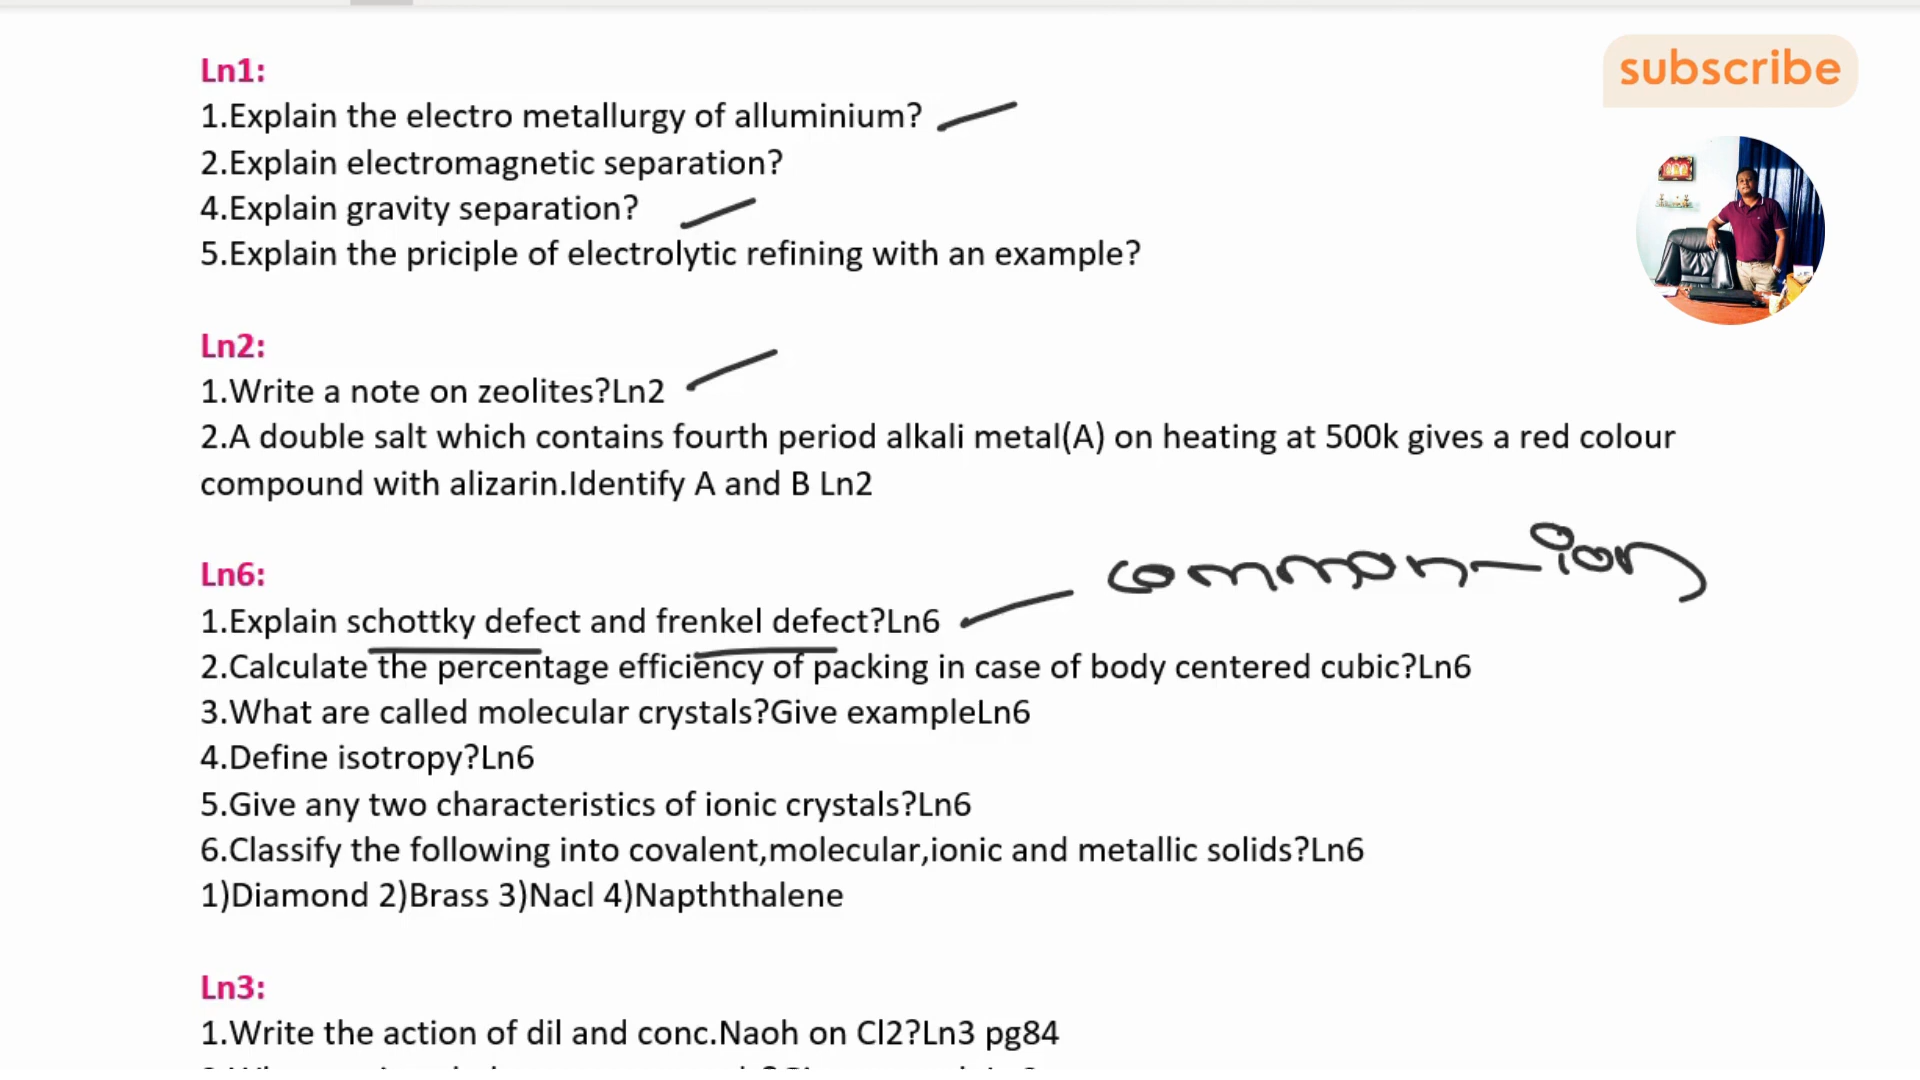 subscribe
Ln1:
1.Explain the electro metallurgy of alluminium?
2.Explain electromagnetic separation?
4.Explain gravity separation?
5.Explain the priciple of electrolytic refining with an example?
Ln2:
1.Write a note on zeolites?Ln2
2.A double salt which contains fourth period alkali metal(A) on heating at 500k gives a red colour
compound with alizarin.Identify A and B Ln2
common-ion
Ln6:
1.Explain schottky defect and frenkel defect?Ln6
2.Calculate the percentage efficiency of packing in case of body centered cubic?Ln6
3.What are called molecular crystals?Give exampleLn6
4.Define isotropy?Ln6
5.Give any two characteristics of ionic crystals?Ln6
6.Classify the following into covalent,molecular,ionic and metallic solids?Ln6
1)Diamond 2)Brass 3)Nacl 4)Napththalene
Ln3:
1.Write the action of dil and conc.Naoh on Cl2?Ln3 pg84